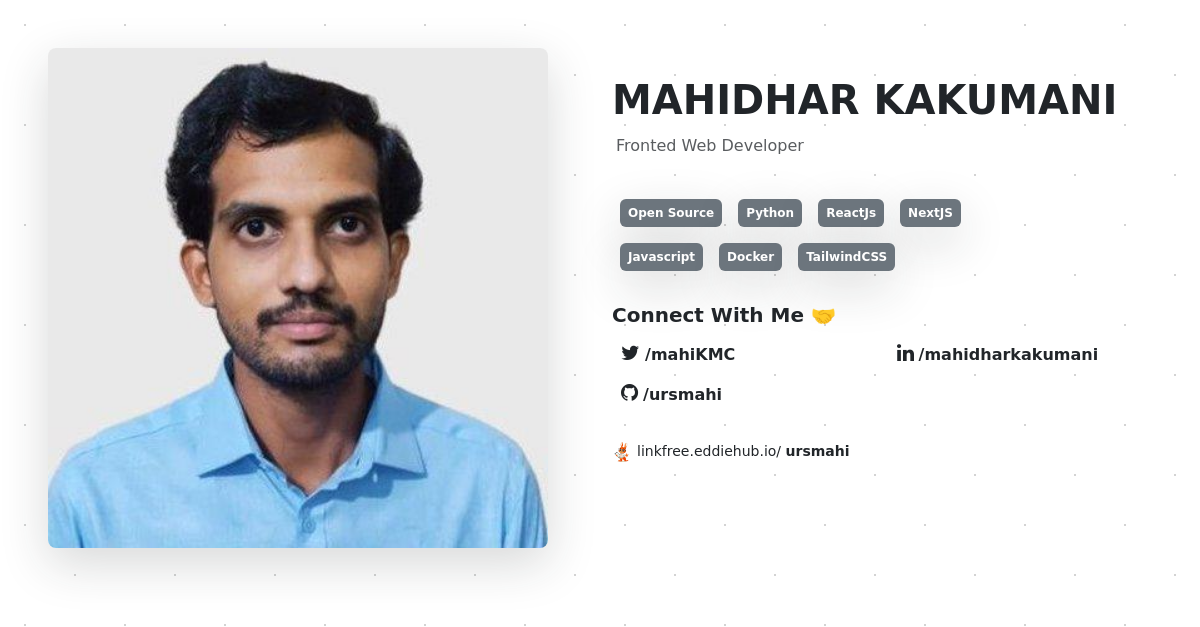 MAHIDHAR KAKUMANI
Fronted Web Developer
Open Source Python ReactJs NextJS
Javascript Docker TailwindCSS
Connect With Me 🤝
/mahiKMC /mahidharkakumani
/ursmahi
linkfree.eddiehub.io/ ursmahi